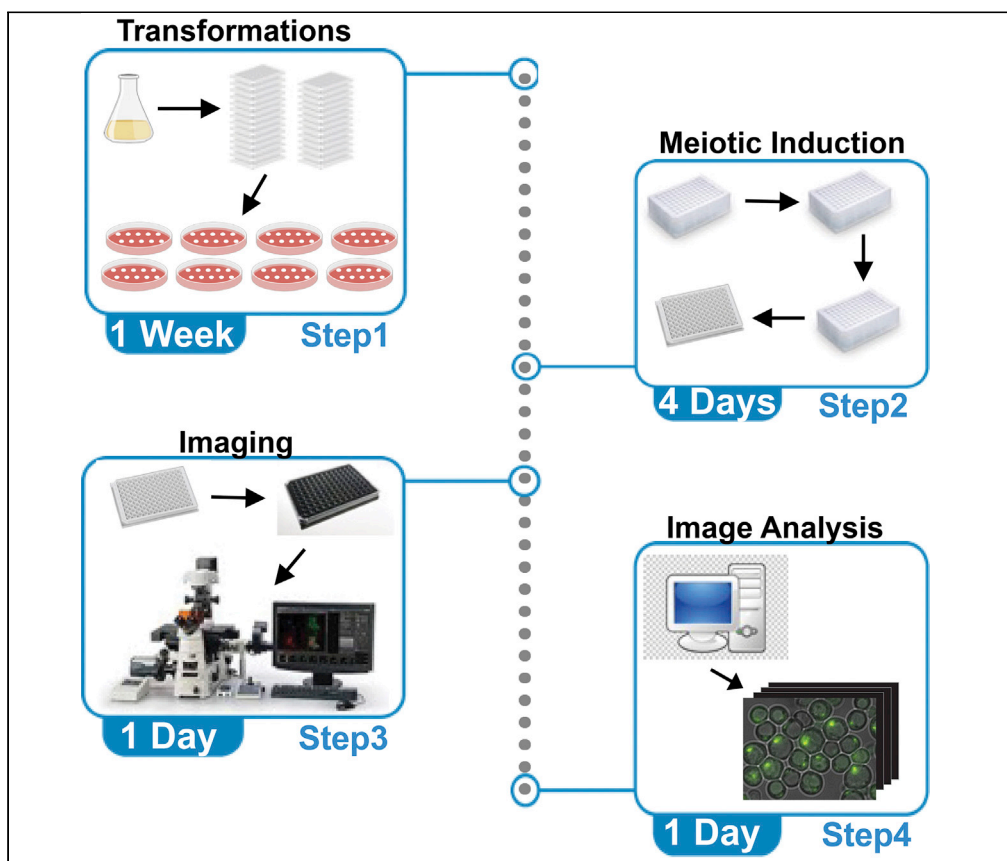 Transformations
1 Week
Step1
Meiotic Induction
4 Days
Step2
Imaging
1 Day
Step3
Image Analysis
1 Day
Step4